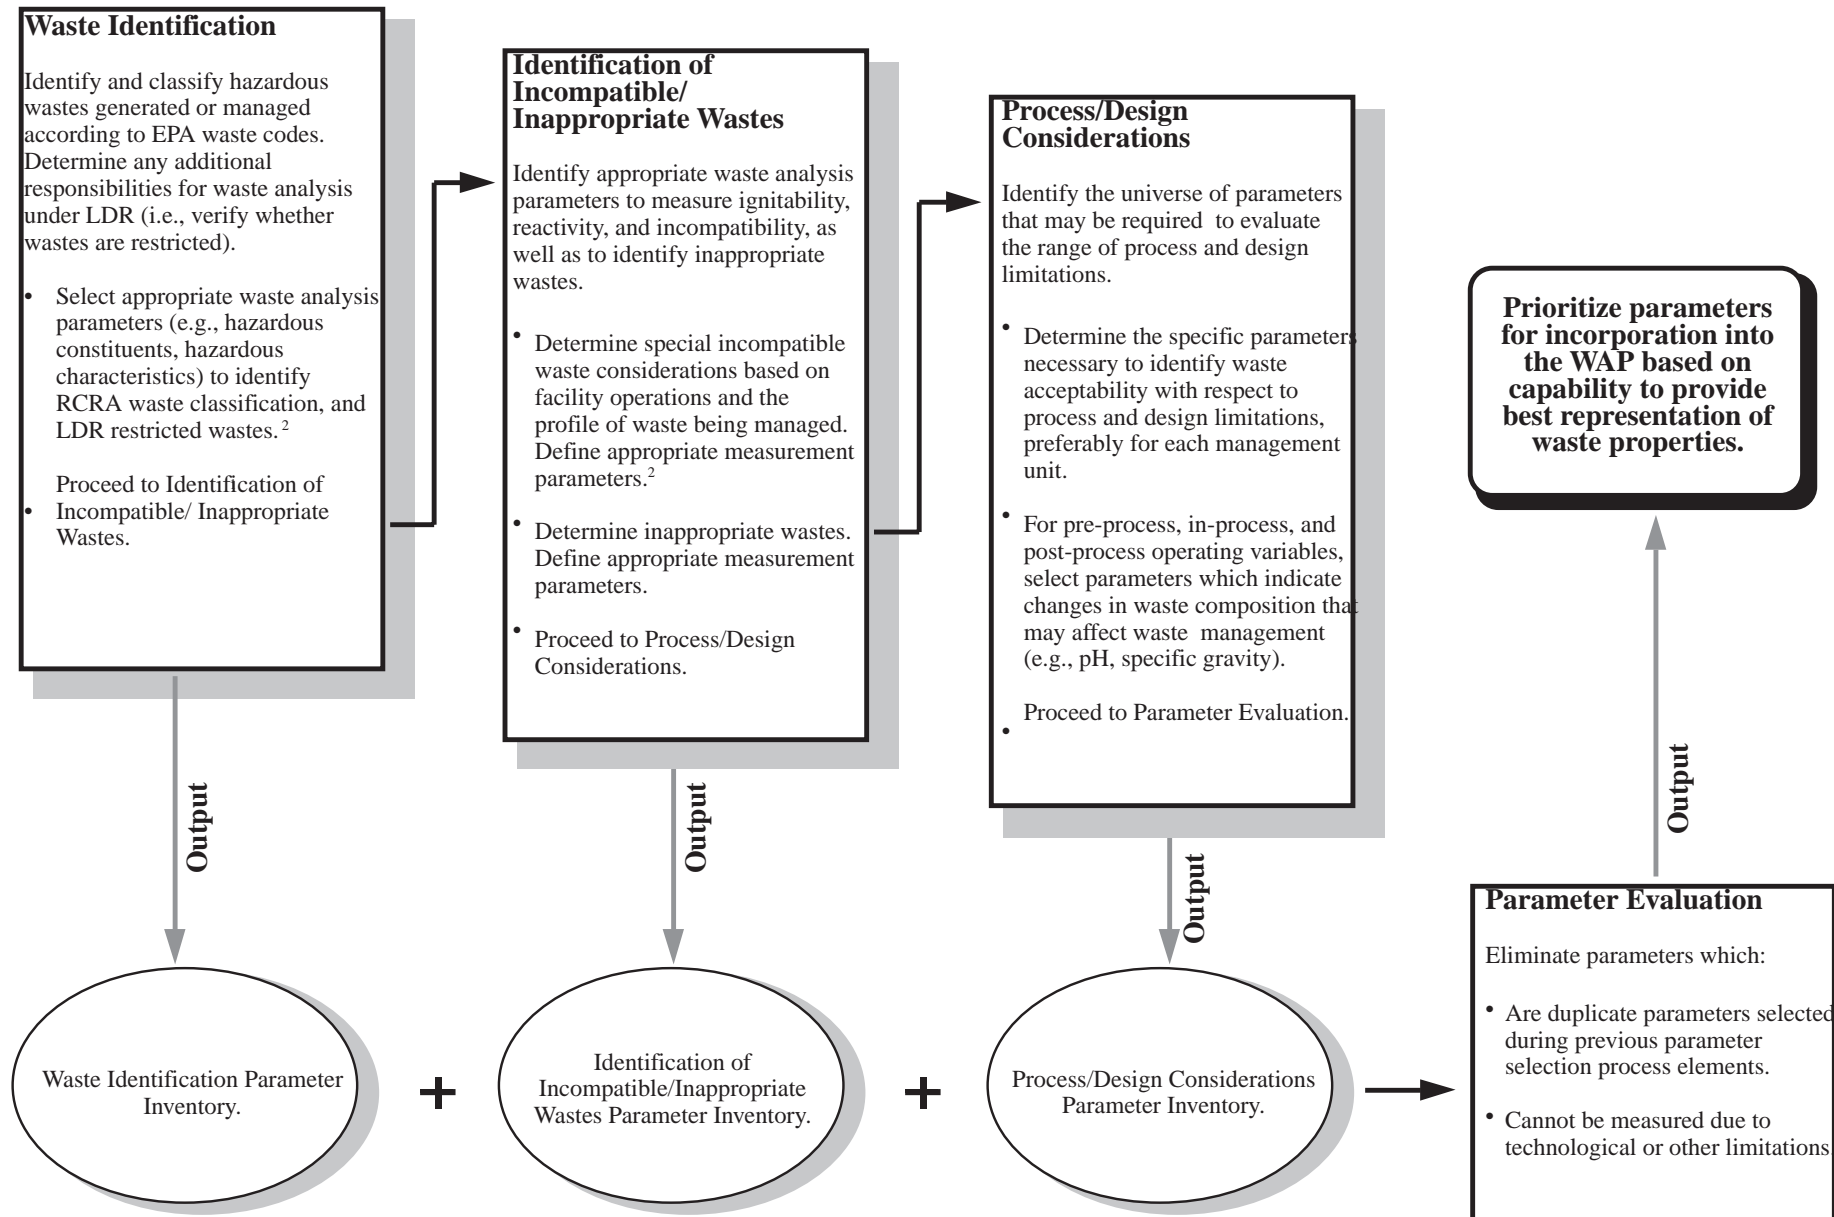 Waste Identification
Identify and classify hazardous
wastes generated or managed
according to EPA waste codes.
Determine any additional
responsibilities for waste analysis
under LDR (i.e., verify whether
wastes are restricted).
• Select appropriate waste analysis
parameters (e.g., hazardous
constituents, hazardous
characteristics) to identify
RCRA waste classification, and
LDR restricted wastes.2
Proceed to Identification of
• Incompatible/ Inappropriate
Wastes.
Identification of
Incompatible/
Inappropriate Wastes
Identify appropriate waste analysis
parameters to measure ignitability,
reactivity, and incompatibility, as
well as to identify inappropriate
wastes.
• Determine special incompatible
waste considerations based on
facility operations and the
profile of waste being managed.
Define appropriate measurement
parameters.2
• Determine inappropriate wastes.
Define appropriate measurement
parameters.
• Proceed to Process/Design
Considerations.
Process/Design
Considerations
Identify the universe of parameters
that may be required to evaluate
the range of process and design
limitations.
• Determine the specific parameters
necessary to identify waste
acceptability with respect to
process and design limitations,
preferably for each management
unit.
• For pre-process, in-process, and
post-process operating variables,
select parameters which indicate
changes in waste composition that
may affect waste management
(e.g., pH, specific gravity).
Proceed to Parameter Evaluation.
•
Prioritize parameters
for incorporation into
the WAP based on
capability to provide
best representation of
waste properties.
Output
Output
Output
Output
Waste Identification Parameter
Inventory.
+
Identification of
Incompatible/Inappropriate
Wastes Parameter Inventory.
+
Process/Design Considerations
Parameter Inventory.
Parameter Evaluation
Eliminate parameters which:
• Are duplicate parameters selected
during previous parameter
selection process elements.
• Cannot be measured due to
technological or other limitations.